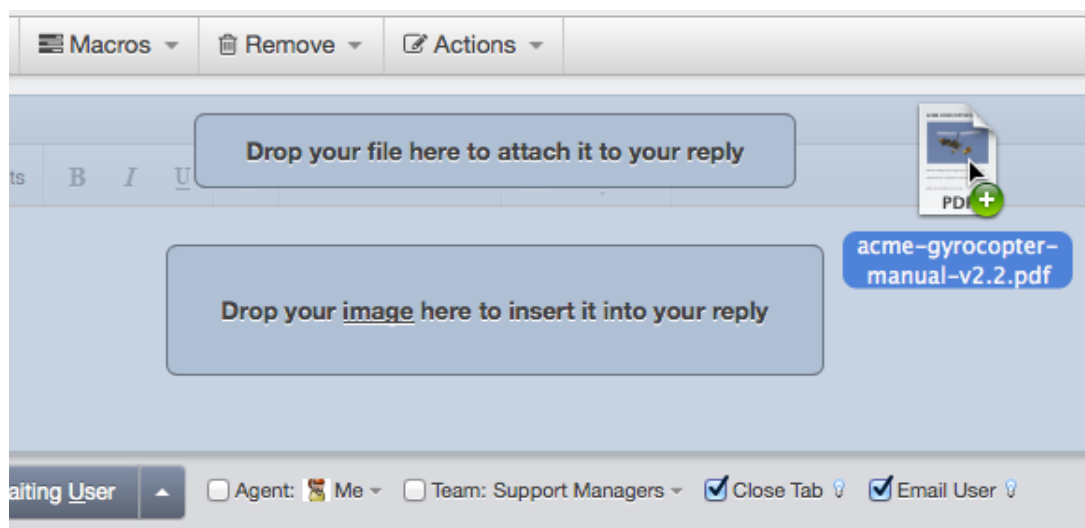 Macros Remove Actions
Drop your file here to attach it to your reply
ts B I U
PDF
acme-gyrocopter-
manual-v2.2.pdf
Drop your image here to insert it into your reply
aiting User Agent: Me Team: Support Managers Close Tab Email User